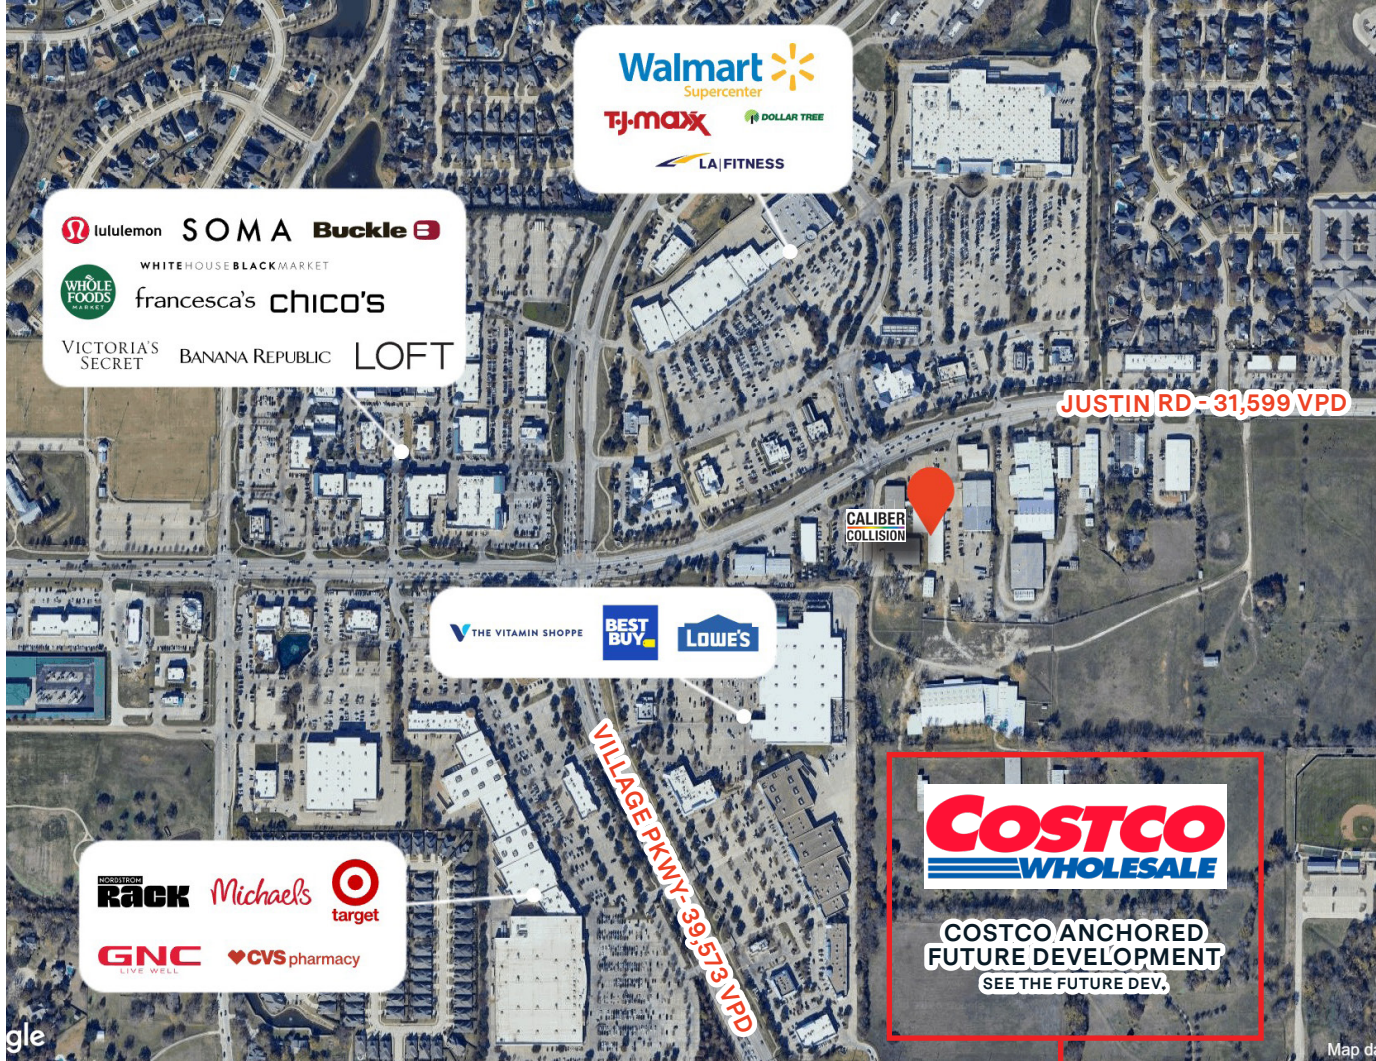 Walmart
Supercenter
T·J·maxx
DOLLAR TREE
LA|FITNESS
lululemon
SOMA
Buckle B
WHITEHOUSEBLACKMARKET
WHOLE
FOODS
MARKET
francesca's
chico's
VICTORIA'S
SECRET
BANANA REPUBLIC
LOFT
JUSTIN RD - 31,599 VPD
CALIBER
COLLISION
THE VITAMIN SHOPPE
BEST
BUY
LOWE'S
VILLAGE PKWY- 39,573 VPD
COSTCO
WHOLESALE
COSTCO ANCHORED
FUTURE DEVELOPMENT
SEE THE FUTURE DEV.
NORDSTROM
RACK
Michaels
target
GNC
LIVE WELL
CVS pharmacy
gle
Map da